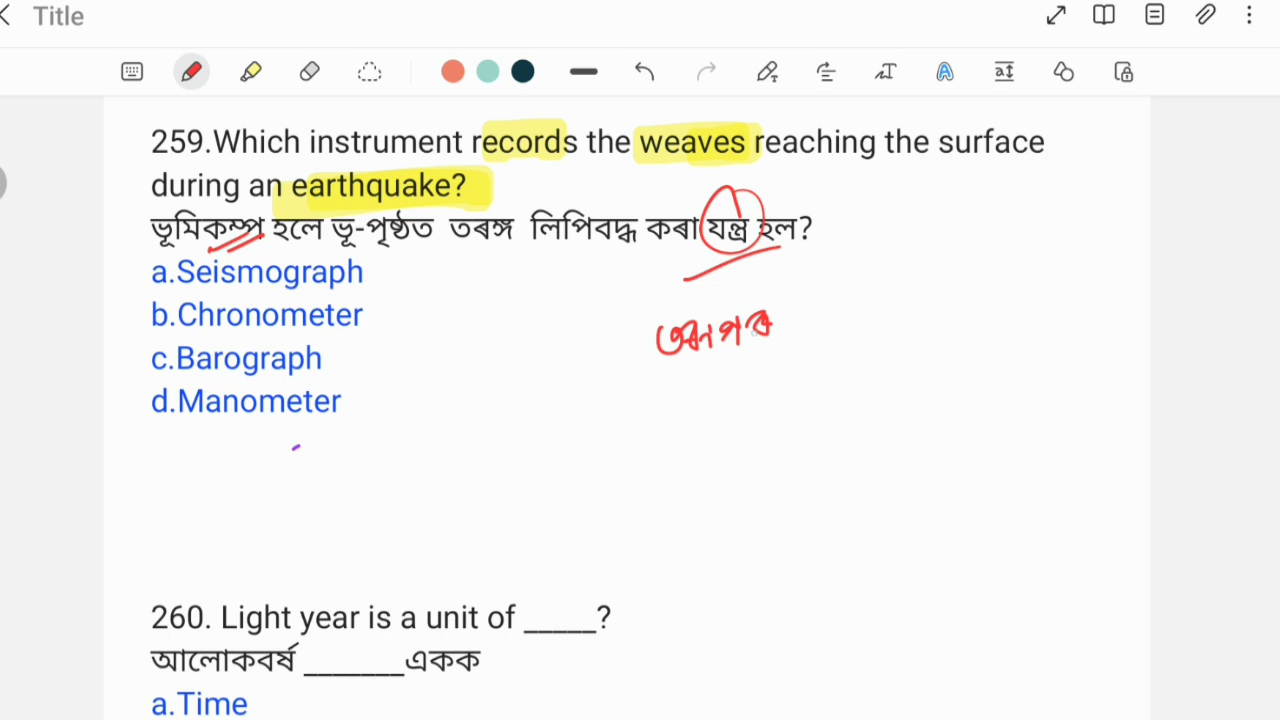 Title
259.Which instrument records the weaves reaching the surface
during an earthquake?
ভূমিকম্প হলে ভূ-পৃষ্ঠত তৰঙ্গ লিপিবদ্ধ কৰা যন্ত্ৰ হল?
a.Seismograph
b.Chronometer
c.Barograph
d.Manometer
260. Light year is a unit of _____?
আলোকবৰ্ষ _______একক
a.Time